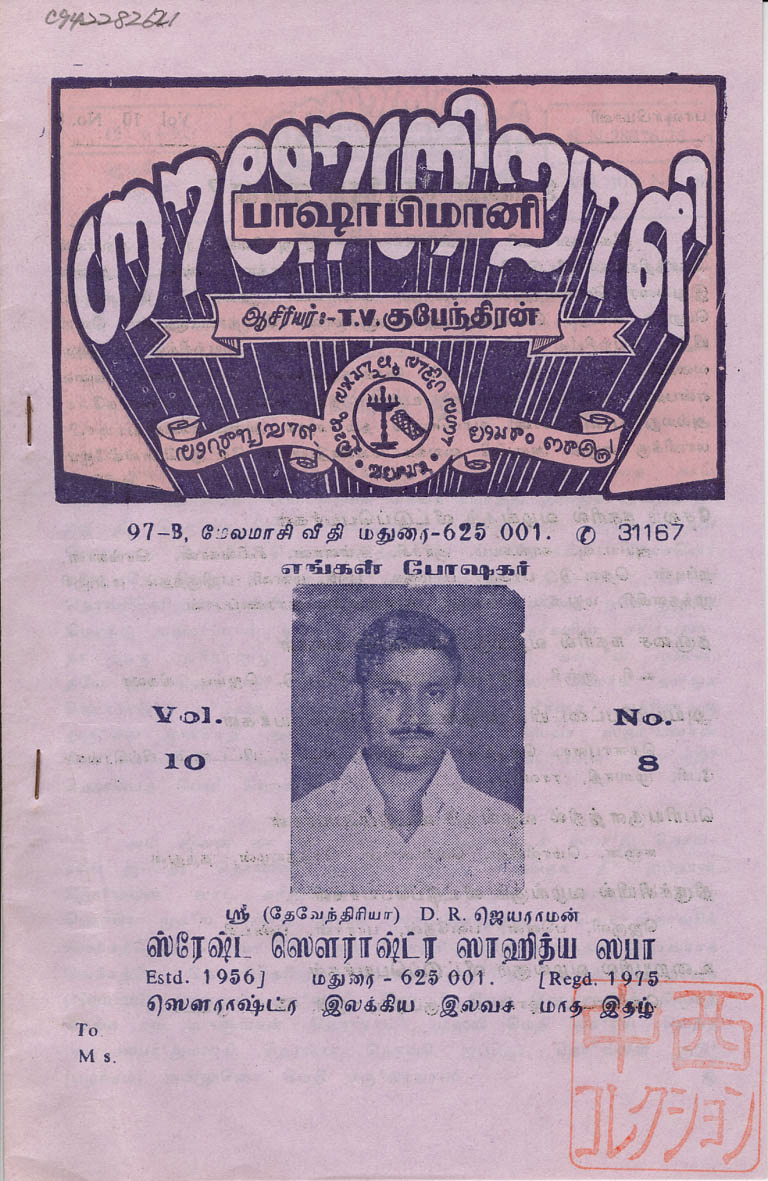 பாஷாபிமானி
ஆசிரியர்:- T.V.குபேந்திரன்
97-B, மேலமாசி வீதி மதுரை-625 001. ✆ 31167
எங்கள் போஷகர்
Vol.
10
No.
8
ஸ்ரீ (தேவேந்திரியா) D. R. ஜெயராமன்
ஸ்ரேஷ்ட ஸௌராஷ்ட்ர ஸாஹித்ய ஸபா
Estd. 1956] மதுரை - 625 001. [Regd. 1975
ஸௌராஷ்ட்ர இலக்கிய இலவச மாத இதழ்
To.
M s.
中西
コレクション